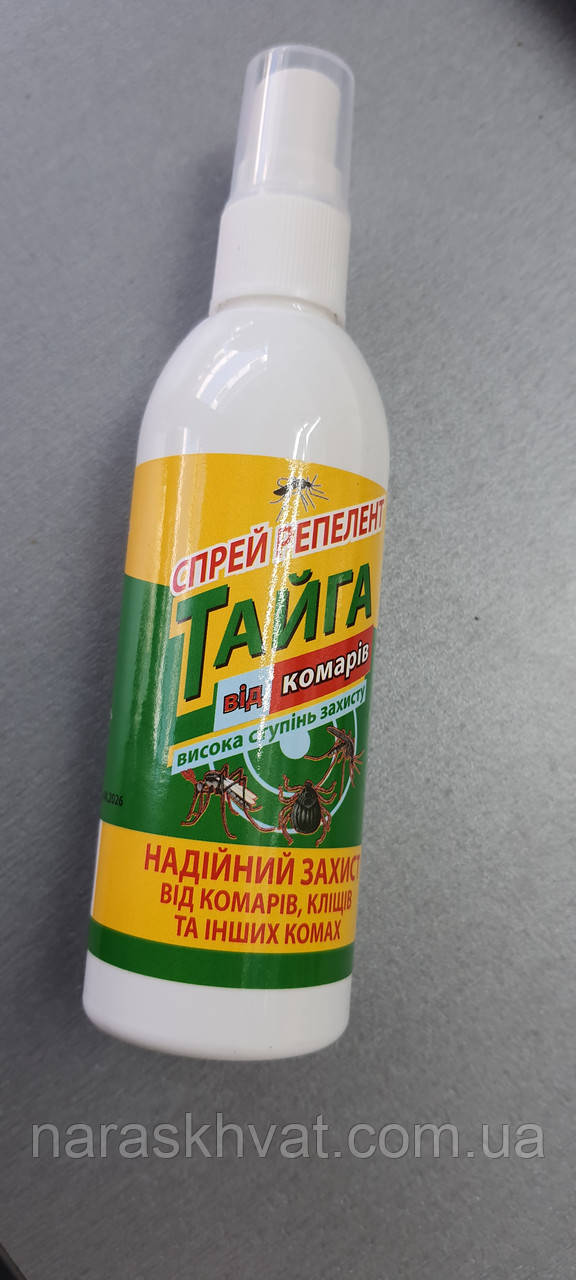 СПРЕЙ РЕПЕЛЕНТ
ТАЙГА
від комарів
висока ступінь захисту
2026
НАДІЙНИЙ ЗАХИСТ
ВІД КОМАРІВ, КЛІЩІВ
ТА ІНШИХ КОМАХ
naraskhvat.com.ua